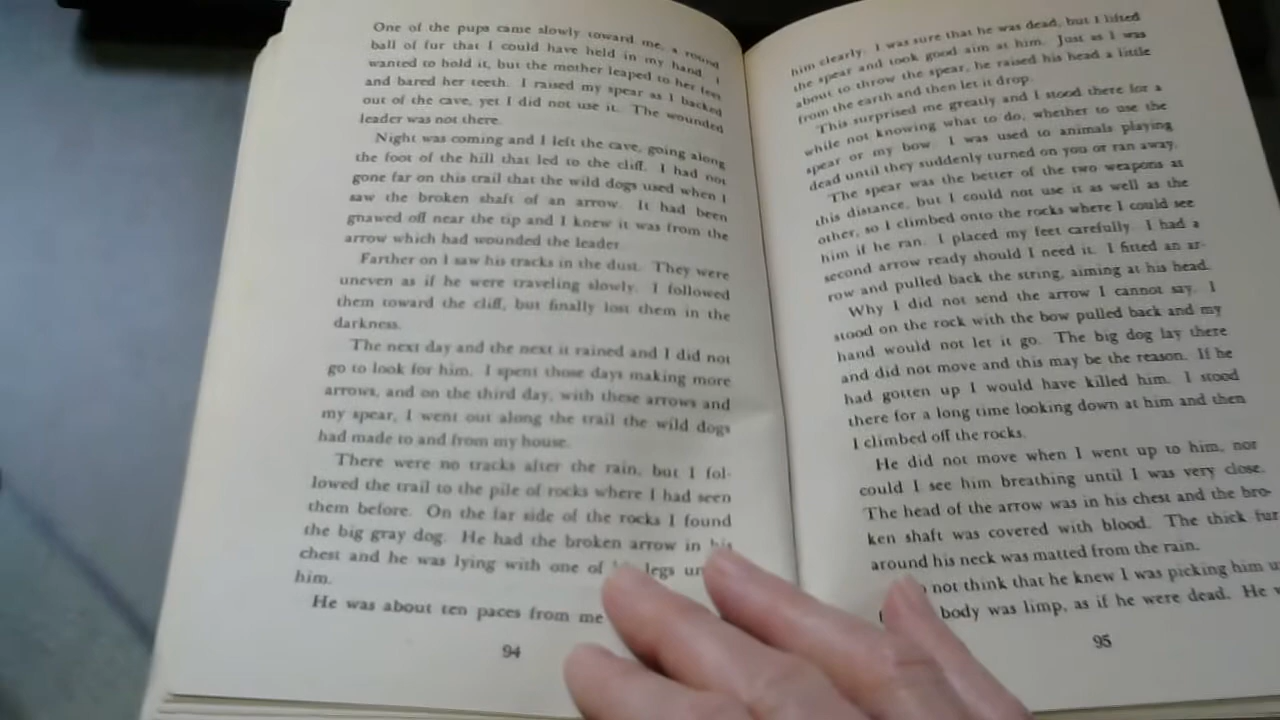 One of the pups came slowly toward me, a round
ball of fur that I could have held in my hand. I
wanted to hold it, but the mother leaped to her feet
and bared her teeth. I raised my spear as I backed
out of the cave, yet I did not use it. The wounded
leader was not there.
Night was coming and I left the cave, going along
the foot of the hill that led to the cliff. I had not
gone far on this trail that the wild dogs used when I
saw the broken shaft of an arrow. It had been
gnawed off near the tip and I knew it was from the
arrow which had wounded the leader.
Farther on I saw his tracks in the dust. They were
uneven as if he were traveling slowly. I followed
them toward the cliff, but finally lost them in the
darkness.
The next day and the next it rained and I did not
go to look for him. I spent those days making more
arrows, and on the third day, with these arrows and
my spear, I went out along the trail the wild dogs
had made to and from my house.
There were no tracks after the rain, but I fol-
lowed the trail to the pile of rocks where I had seen
them before. On the far side of the rocks I found
the big gray dog. He had the broken arrow in his
chest and he was lying with one of legs
him.
He was about ten paces from me
94
him clearly. I was sure that he was dead, but I lifted
the spear and took good aim at him. Just as I was
about to throw the spear, he raised his head a little
from the earth and then let it drop.
This surprised me greatly and I stood there for a
while not knowing what to do, whether to use the
spear or my bow. I was used to animals playing
dead until they suddenly turned on you or ran away.
The spear was the better of the two weapons at
this distance, but I could not use it as well as the
other, so I climbed onto the rocks where I could see
him if he ran. I placed my feet carefully. I had a
second arrow ready should I need it. I fitted an ar-
row and pulled back the string, aiming at his head.
Why I did not send the arrow I cannot say. I
stood on the rock with the bow pulled back and my
hand would not let it go. The big dog lay there
and did not move and this may be the reason. If he
had gotten up I would have killed him. I stood
there for a long time looking down at him and then
I climbed off the rocks.
He did not move when I went up to him, nor
could I see him breathing until I was very close.
The head of the arrow was in his chest and the bro-
ken shaft was covered with blood. The thick fur
around his neck was matted from the rain.
not think that he knew I was picking him
body was limp, as if he were dead. He
95